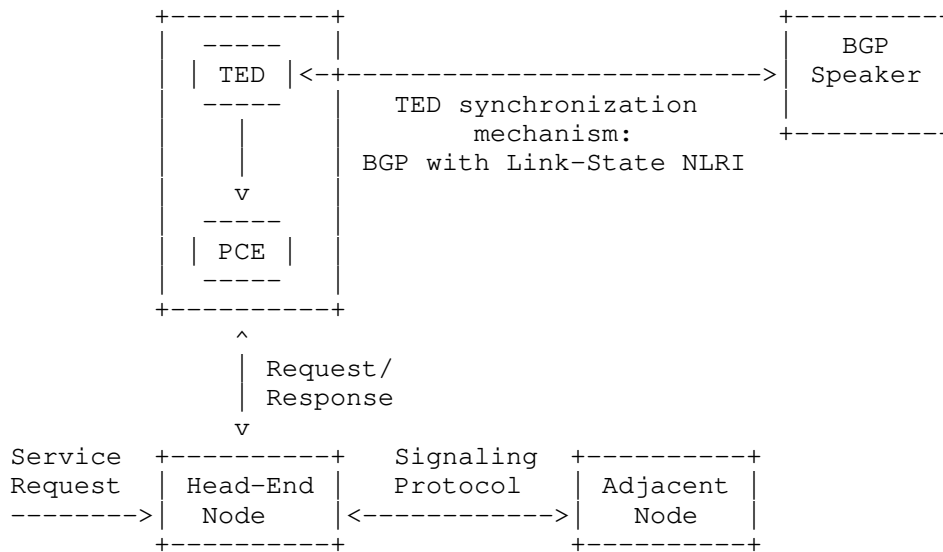 BGP
TED Speaker
TED synchronization
mechanism:
BGP with Link-State NLRI
PCE
Request/
Response
Service Signaling
Request Head-End Protocol Adjacent
Node Node